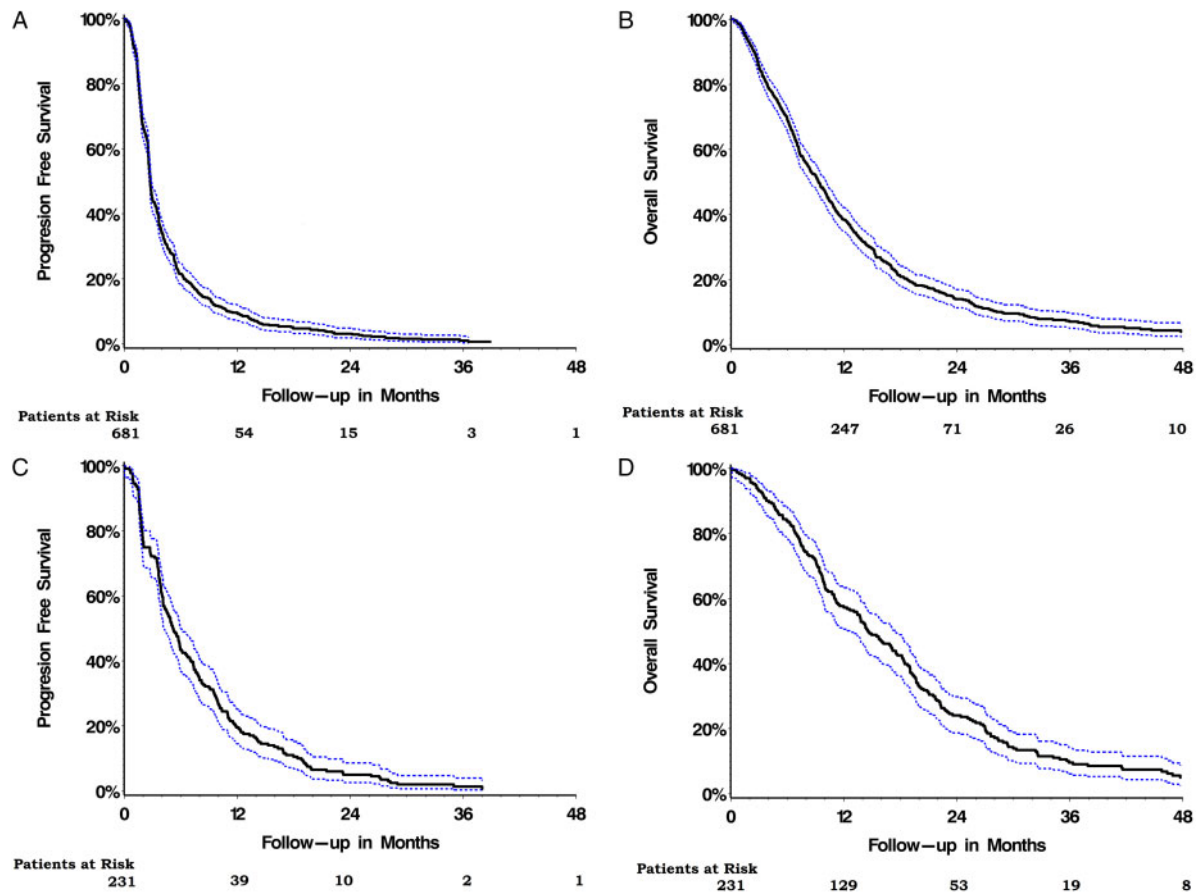 A
B
100%
80%
60%
40%
20%
0%
Progresion Free Survival
0 12 24 36 48
Follow-up in Months
Patients at Risk
681 54 15 3 1
100%
80%
60%
40%
20%
0%
Overall Survival
0 12 24 36 48
Follow-up in Months
Patients at Risk
681 247 71 26 10
C
D
100%
80%
60%
40%
20%
0%
Progresion Free Survival
0 12 24 36 48
Follow-up in Months
Patients at Risk
231 39 10 2 1
100%
80%
60%
40%
20%
0%
Overall Survival
0 12 24 36 48
Follow-up in Months
Patients at Risk
231 129 53 19 8